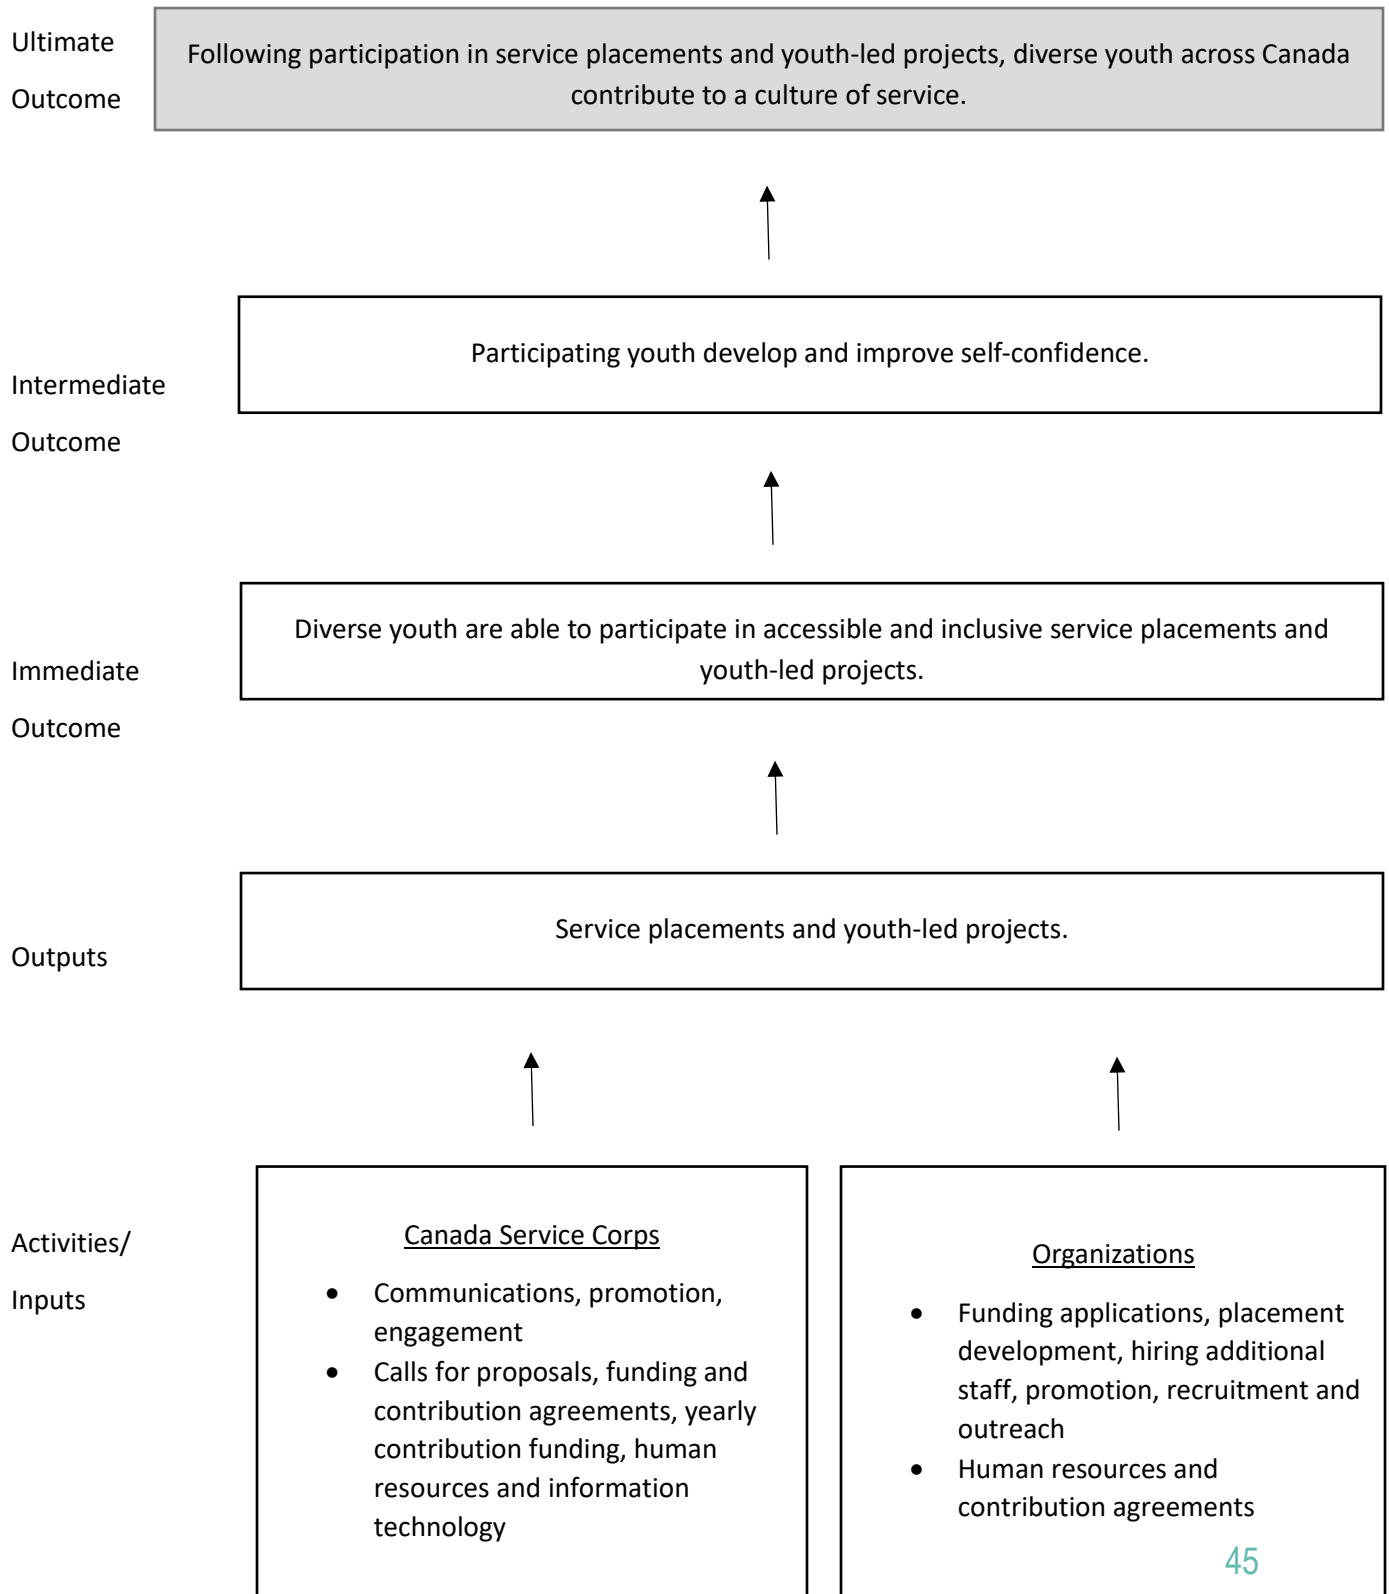 Ultimate
Outcome
Following participation in service placements and youth-led projects, diverse youth across Canada
contribute to a culture of service.
Intermediate
Outcome
Participating youth develop and improve self-confidence.
Immediate
Outcome
Diverse youth are able to participate in accessible and inclusive service placements and
youth-led projects.
Outputs
Service placements and youth-led projects.
Activities/
Inputs
Canada Service Corps
• Communications, promotion,
engagement
• Calls for proposals, funding and
contribution agreements, yearly
contribution funding, human
resources and information
technology
Organizations
• Funding applications, placement
development, hiring additional
staff, promotion, recruitment and
outreach
• Human resources and
contribution agreements
45